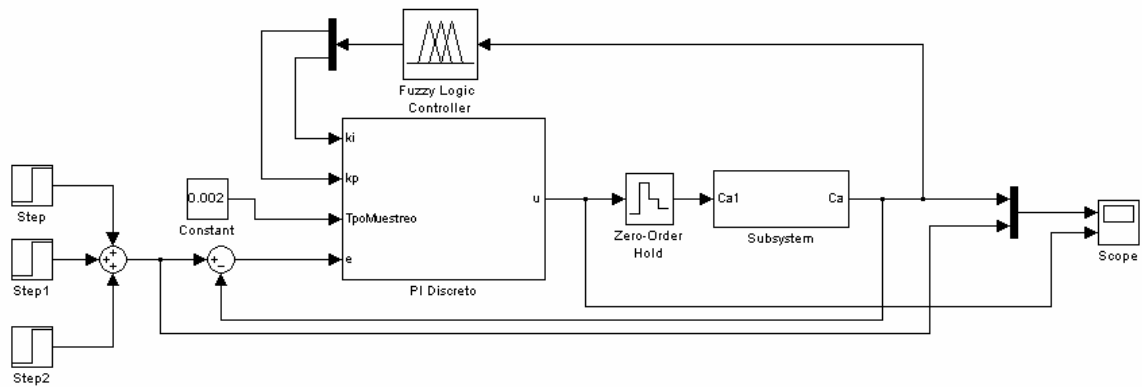 Fuzzy Logic
Controller
ki
kp
TpoMuestreo
e
u
PI Discreto
0.002
Constant
Step
Step1
Step2
+
+
+
+
−
Zero-Order
Hold
Ca1
Ca
Subsystem
Scope